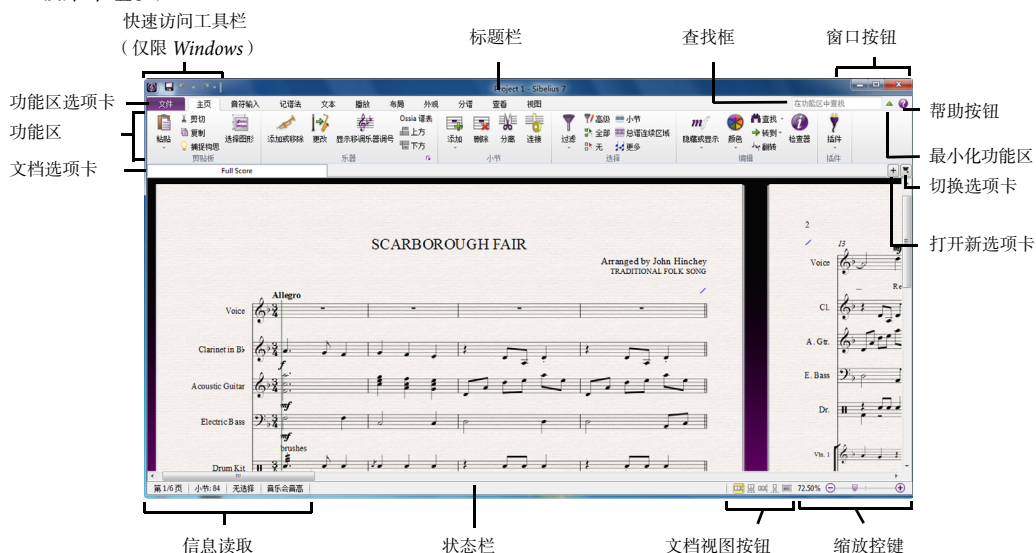 快速访问工具栏
（仅限 Windows）
标题栏
查找框
窗口按钮
Project 1 - Sibelius 7
功能区选项卡
文件 主页 音符输入 记谱法 文本 播放 布局 外观 分谱 查看 视图
在功能区中查找
帮助按钮
功能区
粘贴
剪切
复制
捕捉构思
选择图形
添加或移除
更改
显示移调乐器调号
Ossia 谱表
上方
下方
添加
删除
分离
连接
过滤
高级
全部
无
小节
总谱连续区域
更多
隐藏或显示
颜色
查找
转到
翻转
检查器
插件
剪贴板 乐器 小节 选择 编辑 插件
最小化功能区
文档选项卡
Full Score
切换选项卡
打开新选项卡
SCARBOROUGH FAIR
Arranged by John Hinchey
TRADITIONAL FOLK SONG
Allegro
Voice
Clarinet in B♭
f
Acoustic Guitar
mf
Electric Bass
mf
brushes
Drum Kit
2
13
Voice
Re
Cl.
A. Gtr.
E. Bass
Dr.
Vln. 1
第 1/6 页 小节: 84 无选择 音乐会音高
72.50%
信息读取
状态栏
文档视图按钮
缩放控键